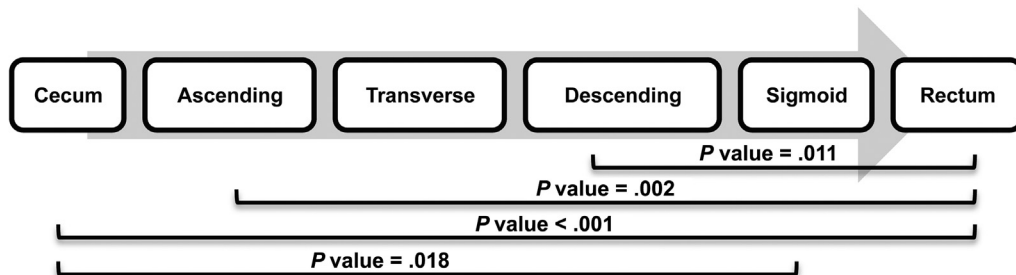 Cecum Ascending Transverse Descending Sigmoid Rectum
P value = .011
P value = .002
P value < .001
P value = .018